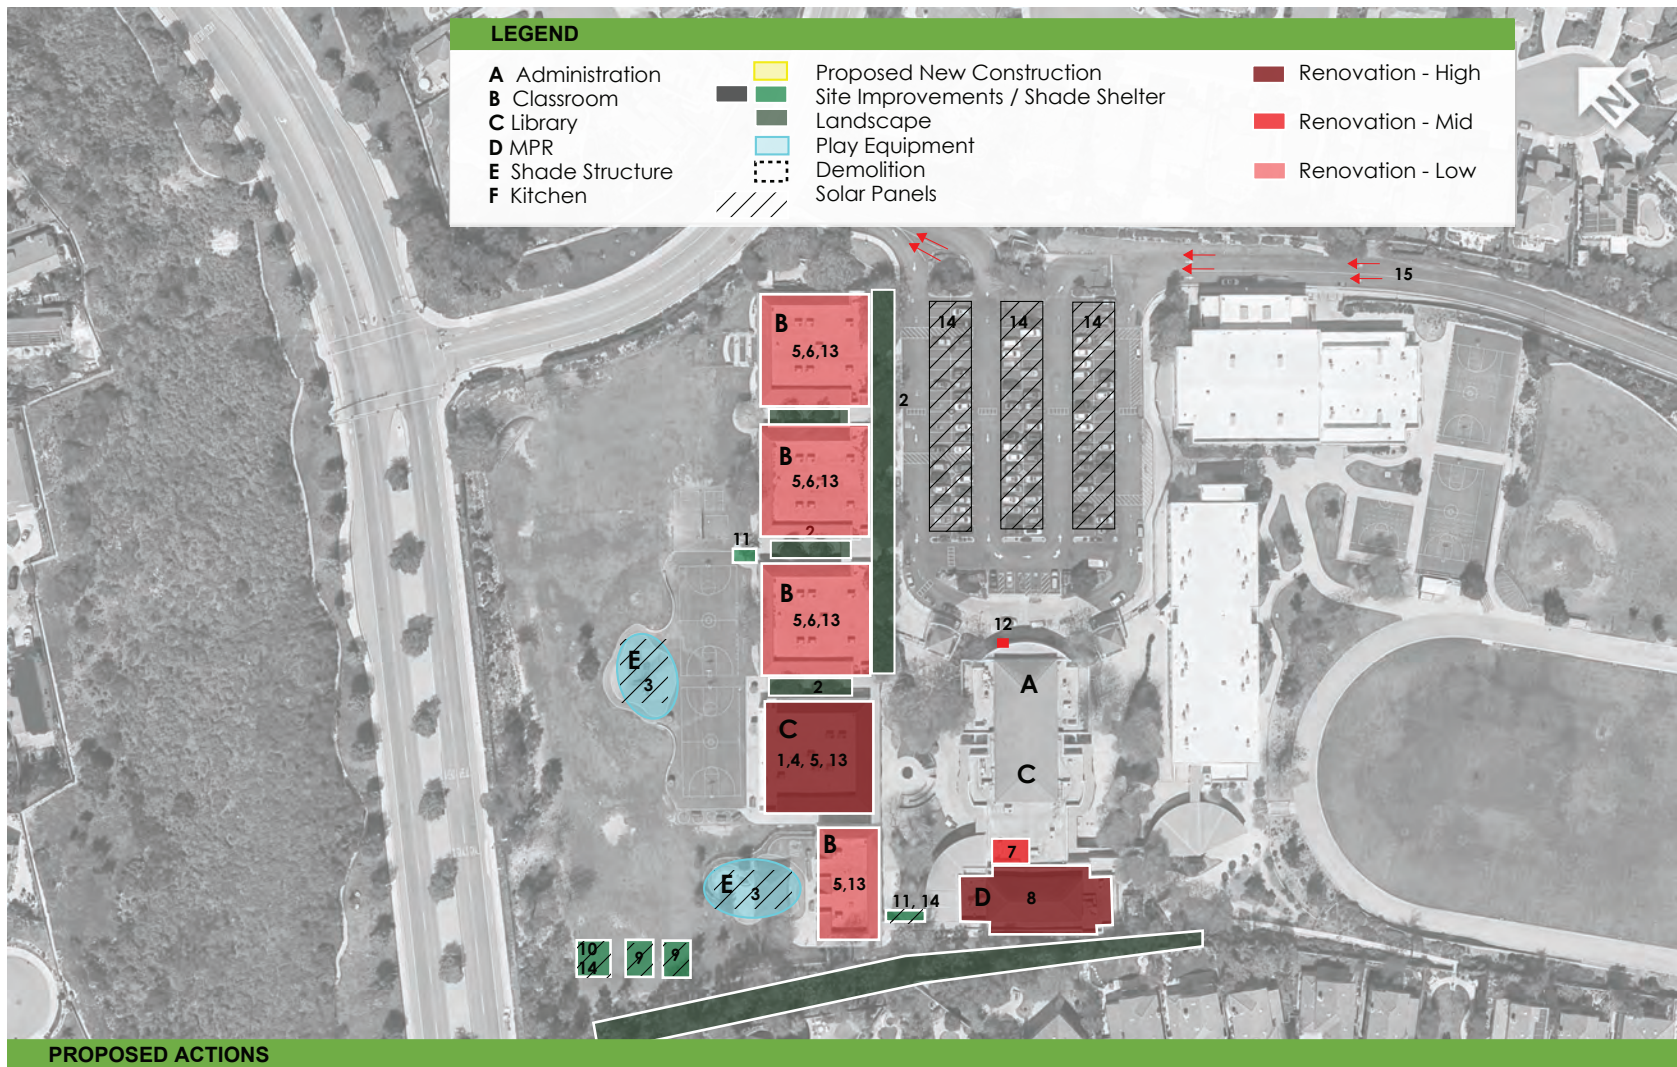 LEGEND
A Administration
B Classroom
C Library
D MPR
E Shade Structure
F Kitchen
Proposed New Construction
Site Improvements / Shade Shelter
Landscape
Play Equipment
Demolition
Solar Panels
Renovation - High
Renovation - Mid
Renovation - Low
N
15
B
5,6,13
14
14
14
2
B
5,6,13
2
11
B
5,6,13
12
E
3
2
A
C
1,4, 5, 13
C
B
5,13
7
E
3
11, 14
D
8
10
14
9
9
PROPOSED ACTIONS